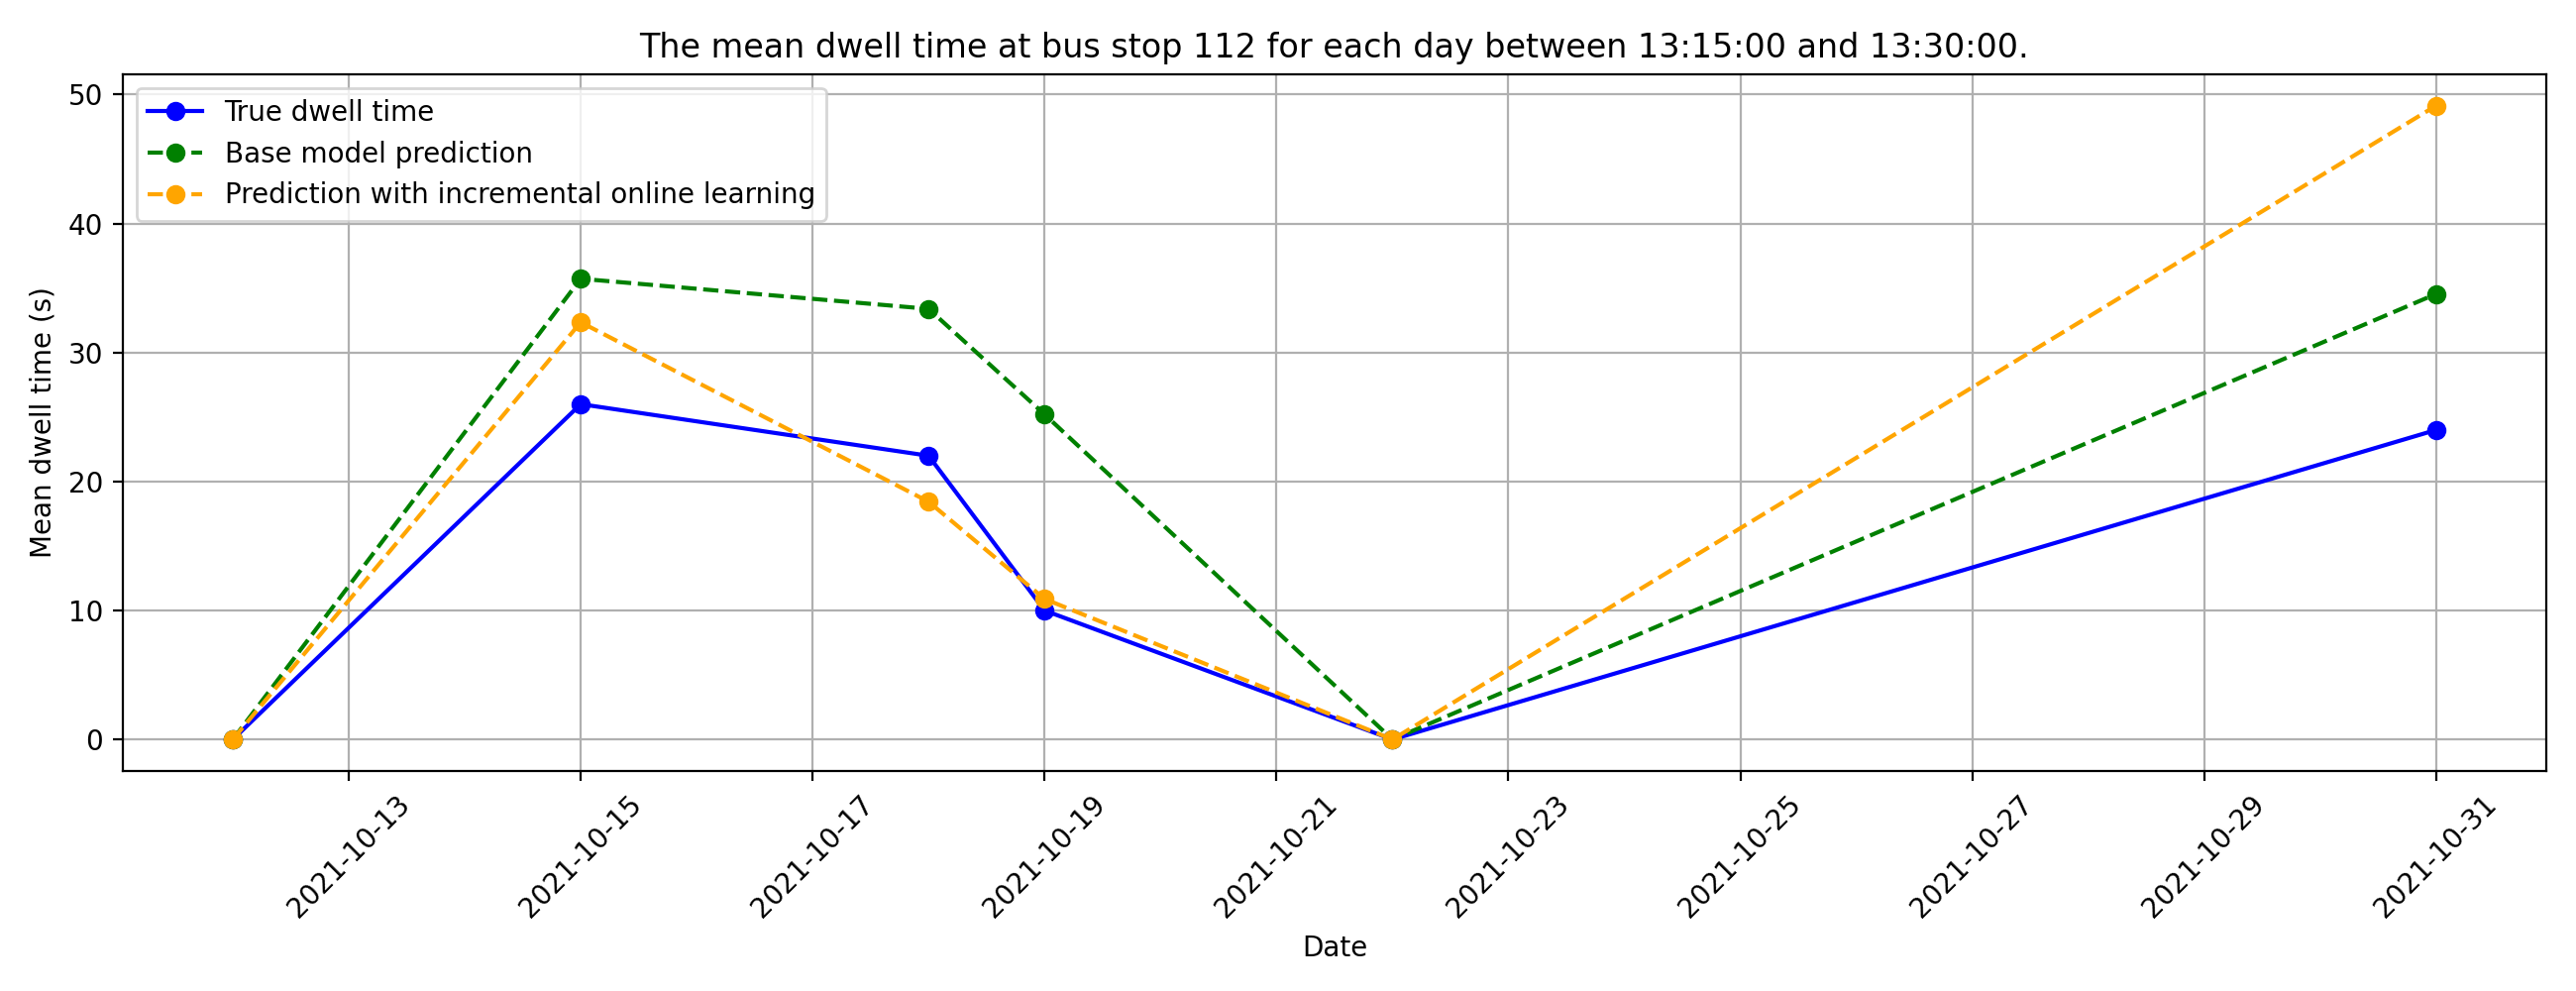 The mean dwell time at bus stop 112 for each day between 13:15:00 and 13:30:00.
True dwell time
Base model prediction
Prediction with incremental online learning
Mean dwell time (s)
50
40
30
20
10
0
2021-10-13
2021-10-15
2021-10-17
2021-10-19
2021-10-21
2021-10-23
2021-10-25
2021-10-27
2021-10-29
2021-10-31
Date